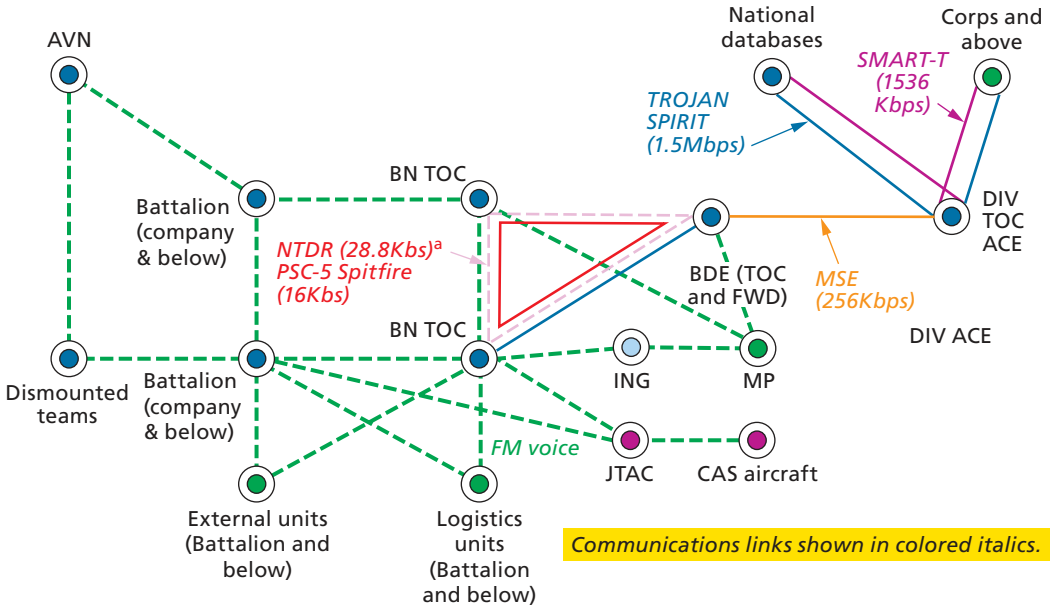 National
databases
Corps and
above
AVN
SMART-T
(1536
Kbps)
TROJAN
SPIRIT
(1.5Mbps)
BN TOC
Battalion
(company
& below)
DIV
TOC
ACE
NTDR (28.8Kbs)a
PSC-5 Spitfire
(16Kbs)
BDE (TOC
and FWD)
MSE
(256Kbps)
BN TOC
DIV ACE
Dismounted
teams
Battalion
(company
& below)
ING
MP
FM voice
JTAC
CAS aircraft
External units
(Battalion and
below)
Logistics
units
(Battalion
and below)
Communications links shown in colored italics.